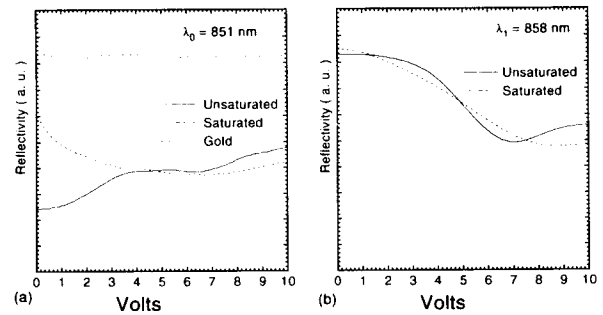 λ0 = 851 nm
Reflectivity ( a. u. )
Unsaturated
Saturated
Gold
0 1 2 3 4 5 6 7 8 9 10
(a)
Volts
λ1 = 858 nm
Reflectivity ( a. u. )
Unsaturated
Saturated
0 1 2 3 4 5 6 7 8 9 10
(b)
Volts